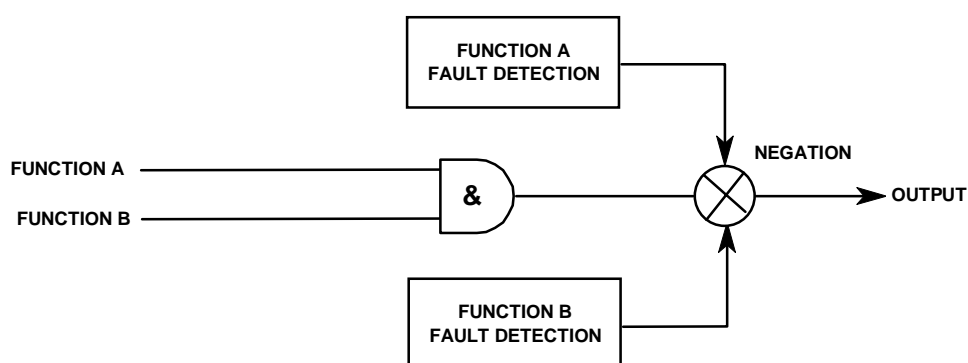 FUNCTION A
FAULT DETECTION
NEGATION
FUNCTION A
&
OUTPUT
FUNCTION B
FUNCTION B
FAULT DETECTION